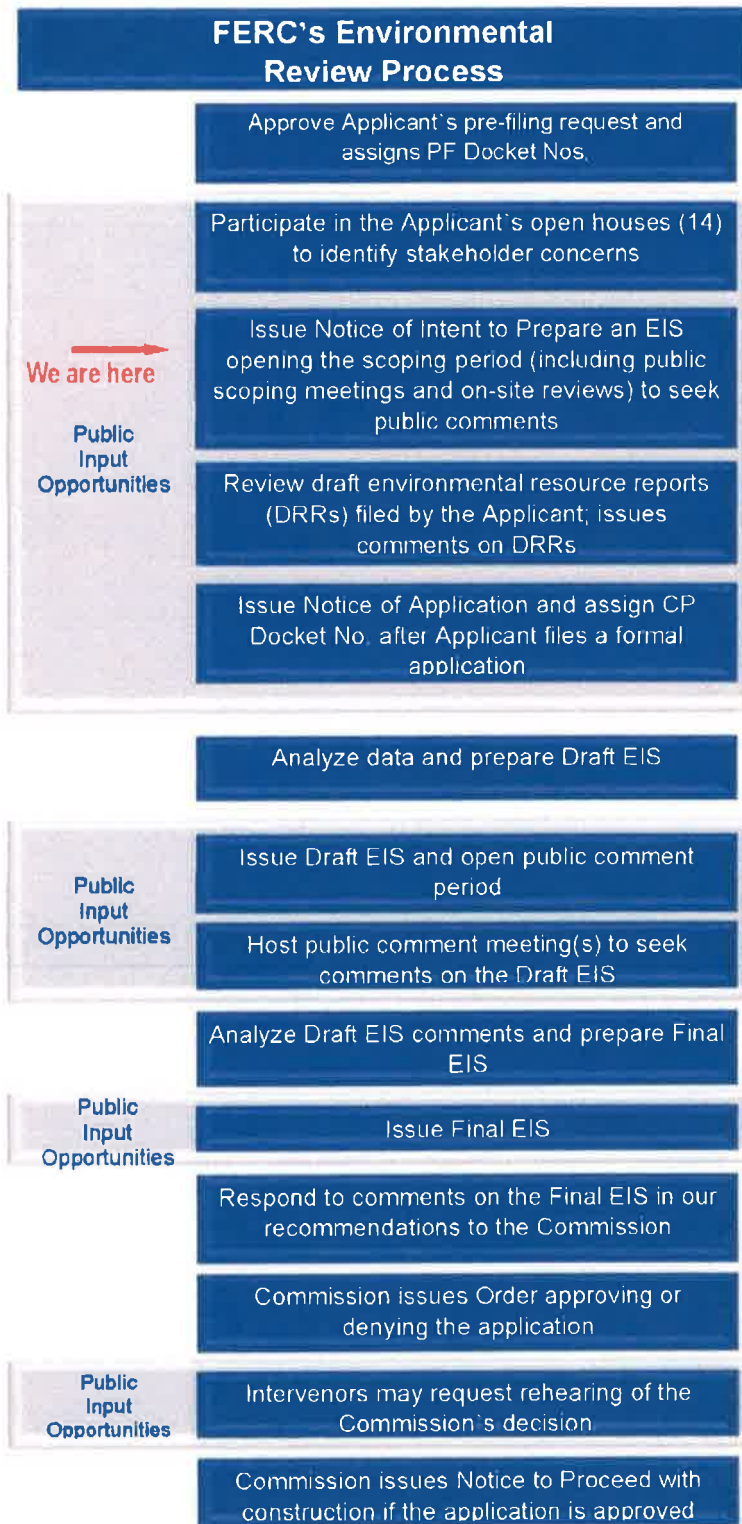 FERC's Environmental
Review Process
Approve Applicant's pre-filing request and
assigns PF Docket Nos.
Participate in the Applicant's open houses (14)
to identify stakeholder concerns
We are here
Issue Notice of Intent to Prepare an EIS
opening the scoping period (including public
scoping meetings and on-site reviews) to seek
public comments
Public
Input
Opportunities
Review draft environmental resource reports
(DRRs) filed by the Applicant; issues
comments on DRRs
Issue Notice of Application and assign CP
Docket No. after Applicant files a formal
application
Analyze data and prepare Draft EIS
Public
Input
Opportunities
Issue Draft EIS and open public comment
period
Host public comment meeting(s) to seek
comments on the Draft EIS
Analyze Draft EIS comments and prepare Final
EIS
Public
Input
Opportunities
Issue Final EIS
Respond to comments on the Final EIS in our
recommendations to the Commission
Commission issues Order approving or
denying the application
Public
Input
Opportunities
Intervenors may request rehearing of the
Commission's decision
Commission issues Notice to Proceed with
construction if the application is approved